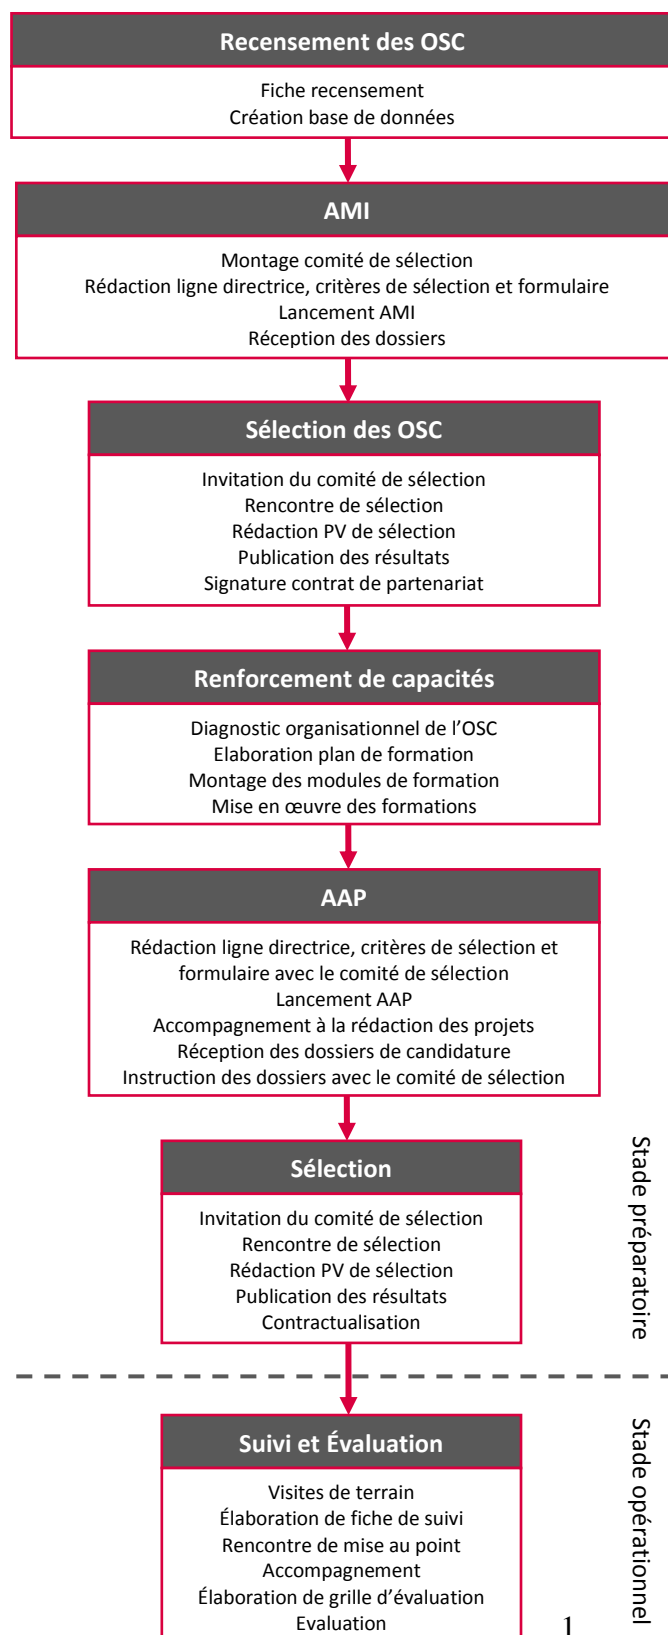 Recensement des OSC
Fiche recensement
Création base de données
AMI
Montage comité de sélection
Rédaction ligne directrice, critères de sélection et formulaire
Lancement AMI
Réception des dossiers
Sélection des OSC
Invitation du comité de sélection
Rencontre de sélection
Rédaction PV de sélection
Publication des résultats
Signature contrat de partenariat
Renforcement de capacités
Diagnostic organisationnel de l’OSC
Elaboration plan de formation
Montage des modules de formation
Mise en œuvre des formations
AAP
Rédaction ligne directrice, critères de sélection et
formulaire avec le comité de sélection
Lancement AAP
Accompagnement à la rédaction des projets
Réception des dossiers de candidature
Instruction des dossiers avec le comité de sélection
Sélection
Invitation du comité de sélection
Rencontre de sélection
Rédaction PV de sélection
Publication des résultats
Contractualisation
Stade préparatoire
Suivi et Évaluation
Visites de terrain
Élaboration de fiche de suivi
Rencontre de mise au point
Accompagnement
Élaboration de grille d’évaluation
Evaluation
Stade opérationnel
1